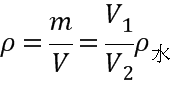 ρ = m/V = V₁/V₂ ρ水